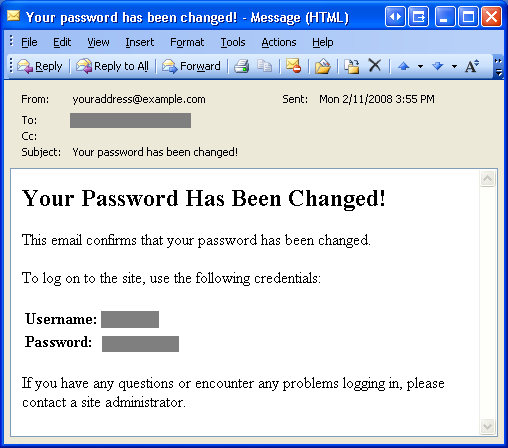 Your password has been changed! - Message (HTML)
File Edit View Insert Format Tools Actions Help
Reply Reply to All Forward A
From: youraddress@example.com Sent: Mon 2/11/2008 3:55 PM
To:
Cc:
Subject: Your password has been changed!
Your Password Has Been Changed!
This email confirms that your password has been changed.
To log on to the site, use the following credentials:
Username:
Password:
If you have any questions or encounter any problems logging in, please
contact a site administrator.